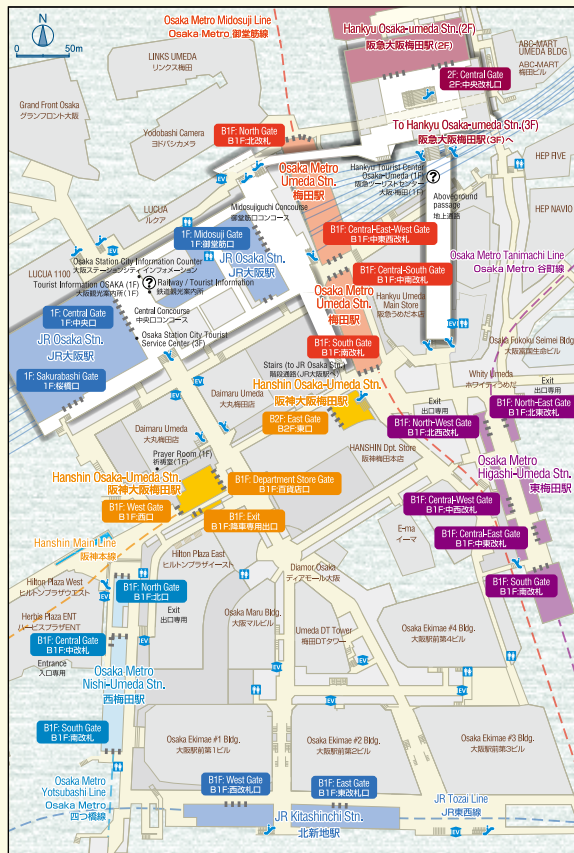 N
0 50m
Osaka Metro Midosuji Line
Osaka Metro 御堂筋線
Hankyu Osaka-umeda Stn.(2F)
阪急大阪梅田駅(2F)
ABC-MART
UMEDA BLDG
ABC-MART
梅田ビル
LINKS UMEDA
リンクス梅田
2F: Central Gate
2F:中央改札口
Grand Front Osaka
グランフロント大阪
Yodobashi Camera
ヨドバシカメラ
B1F: North Gate
B1F:北改札
To Hankyu Osaka-umeda Stn.(3F)
阪急大阪梅田駅(3F)へ
HEP FIVE
Osaka Metro
Umeda Stn.
梅田駅
Hankyu Tourist Center
Osaka-Umeda (1F)
阪急ツーリストセンター
大阪・梅田(1F)
Aboveground
passage
地上通路
HEP NAVIO
LUCUA
ルクア
Midosujiguchi Concourse
御堂筋口コンコース
1F: Midosuji Gate
1F:御堂筋口
B1F: Central-East-West Gate
B1F:中東西改札
JR Osaka Stn.
JR大阪駅
Osaka Station City Information Counter
大阪ステーションシティインフォメーション
Osaka Metro Tanimachi Line
Osaka Metro 谷町線
LUCUA 1100
Tourist Information OSAKA (1F)
大阪観光案内所(1F)
Railway / Tourist Information
鉄道観光案内所
B1F: Central-South Gate
B1F:中南改札
Osaka Metro
Umeda Stn.
梅田駅
Hankyu Umeda
Main Store
阪急うめだ本店
1F: Central Gate
1F:中央口
Central Concourse
中央口コンコース
JR Osaka Stn.
JR大阪駅
Osaka Station City Tourist
Service Center (3F)
B1F: South Gate
B1F:南改札
Osaka Fukoku Seimei Bldg.
大阪富国生命ビル
1F: Sakurabashi Gate
1F:桜橋口
Stairs (to JR Osaka Stn.)
階段通路(JR大阪駅へ)
Whity Umeda
ホワイティうめだ
Exit
出口専用
Hanshin Osaka-Umeda Stn.
阪神大阪梅田駅
Exit
出口専用
B1F: North-East Gate
B1F:北東改札
Daimaru Umeda
大丸梅田店
B2F: East Gate
B2F:東口
B1F: North-West Gate
B1F:北西改札
Daimaru Umeda
大丸梅田店
HANSHIN Dpt. Store
阪神梅田本店
Prayer Room (1F)
祈祷室(1F)
Osaka Metro
Higashi-Umeda Stn.
東梅田駅
Hanshin Osaka-Umeda Stn.
阪神大阪梅田駅
B1F: Department Store Gate
B1F:百貨店口
B1F: Central-West Gate
B1F:中西改札
B1F: West Gate
B1F:西口
B1F: Exit
B1F:降車専用出口
E-ma
イーマ
B1F: Central-East Gate
B1F:中東改札
Hanshin Main Line
阪神本線
Hilton Plaza East
ヒルトンプラザイースト
Diamor Osaka
ディアモール大阪
B1F: South Gate
B1F:南改札
Hilton Plaza West
ヒルトンプラザウエスト
B1F: North Gate
B1F:北口
Exit
出口専用
Osaka Maru Bldg.
大阪マルビル
Herbis Plaza ENT
ハービスプラザENT
Umeda DT Tower
梅田DTタワー
Osaka Ekimae #4 Bldg.
大阪駅前第4ビル
B1F: Central Gate
B1F:中改札
Entrance
入口専用
Osaka Metro
Nishi-Umeda Stn.
西梅田駅
B1F: South Gate
B1F:南改札
Osaka Ekimae #1 Bldg.
大阪駅前第1ビル
Osaka Ekimae #2 Bldg.
大阪駅前第2ビル
Osaka Ekimae #3 Bldg.
大阪駅前第3ビル
Osaka Metro
Yotsubashi Line
Osaka Metro
四つ橋線
B1F: West Gate
B1F:西改札口
B1F: East Gate
B1F:東改札口
JR Tozai Line
JR東西線
JR Kitashinchi Stn.
北新地駅